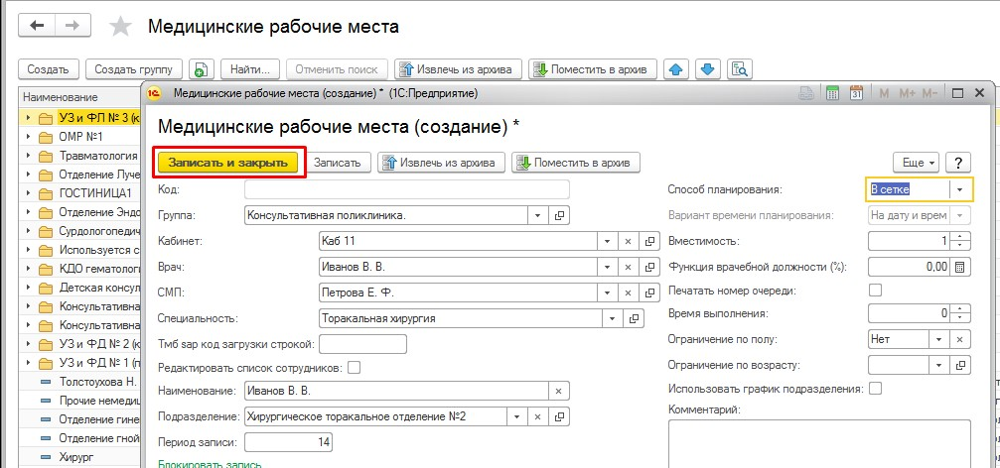 Медицинские рабочие места
Создать Создать группу Найти... Отменить поиск Извлечь из архива Поместить в архив
Наименование
УЗ и ФЛ № 3 (к
ОМР №1
Травматология
Отделение Луче
ГОСТИНИЦА1
Отделение Эндо
Сурдологопедич
Используется с
КДО гематологи
Детская консул
Консультативна
Консультативна
УЗ и ФД № 2 (к
УЗ и ФД № 1 (п
Толстоухова Н.
Прочие немедиц
Отделение гине
Отделение гной
Хирург
Медицинские рабочие места (создание) * (1С:Предприятие)
M M+ M-
Медицинские рабочие места (создание) *
Записать и закрыть Записать Извлечь из архива Поместить в архив Еще ?
Код:
Группа: Консультативная поликлиника.
Кабинет: Каб 11
Врач: Иванов В. В.
СМП: Петрова Е. Ф.
Специальность: Торакальная хирургия
Тмб sap код загрузки строкой:
Редактировать список сотрудников:
Наименование: Иванов В. В.
Подразделение: Хирургическое торакальное отделение №2
Период записи: 14
Блокировать запись
Способ планирования: В сетке
Вариант времени планирования: На дату и врем
Вместимость: 1
Функция врачебной должности (%): 0,00
Печатать номер очереди:
Время выполнения: 0
Ограничение по полу: Нет
Ограничение по возрасту:
Использовать график подразделения:
Комментарий: